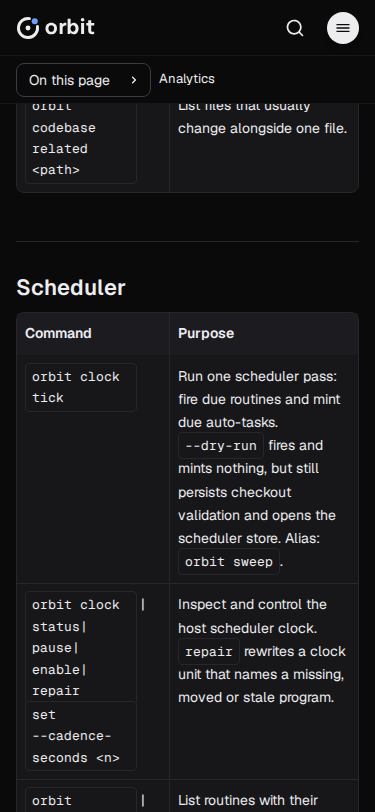 orbit
On this page
Analytics
orbit
codebase
related
<path>
List files that usually
change alongside one file.
Scheduler
Command
Purpose
orbit clock
tick
Run one scheduler pass:
fire due routines and mint
due auto-tasks.
--dry-run fires and
mints nothing, but still
persists checkout
validation and opens the
scheduler store. Alias:
orbit sweep.
orbit clock |
status|
pause|
enable|
repair
set
--cadence-
seconds <n>
Inspect and control the
host scheduler clock.
repair rewrites a clock
unit that names a missing,
moved or stale program.
orbit |
List routines with their